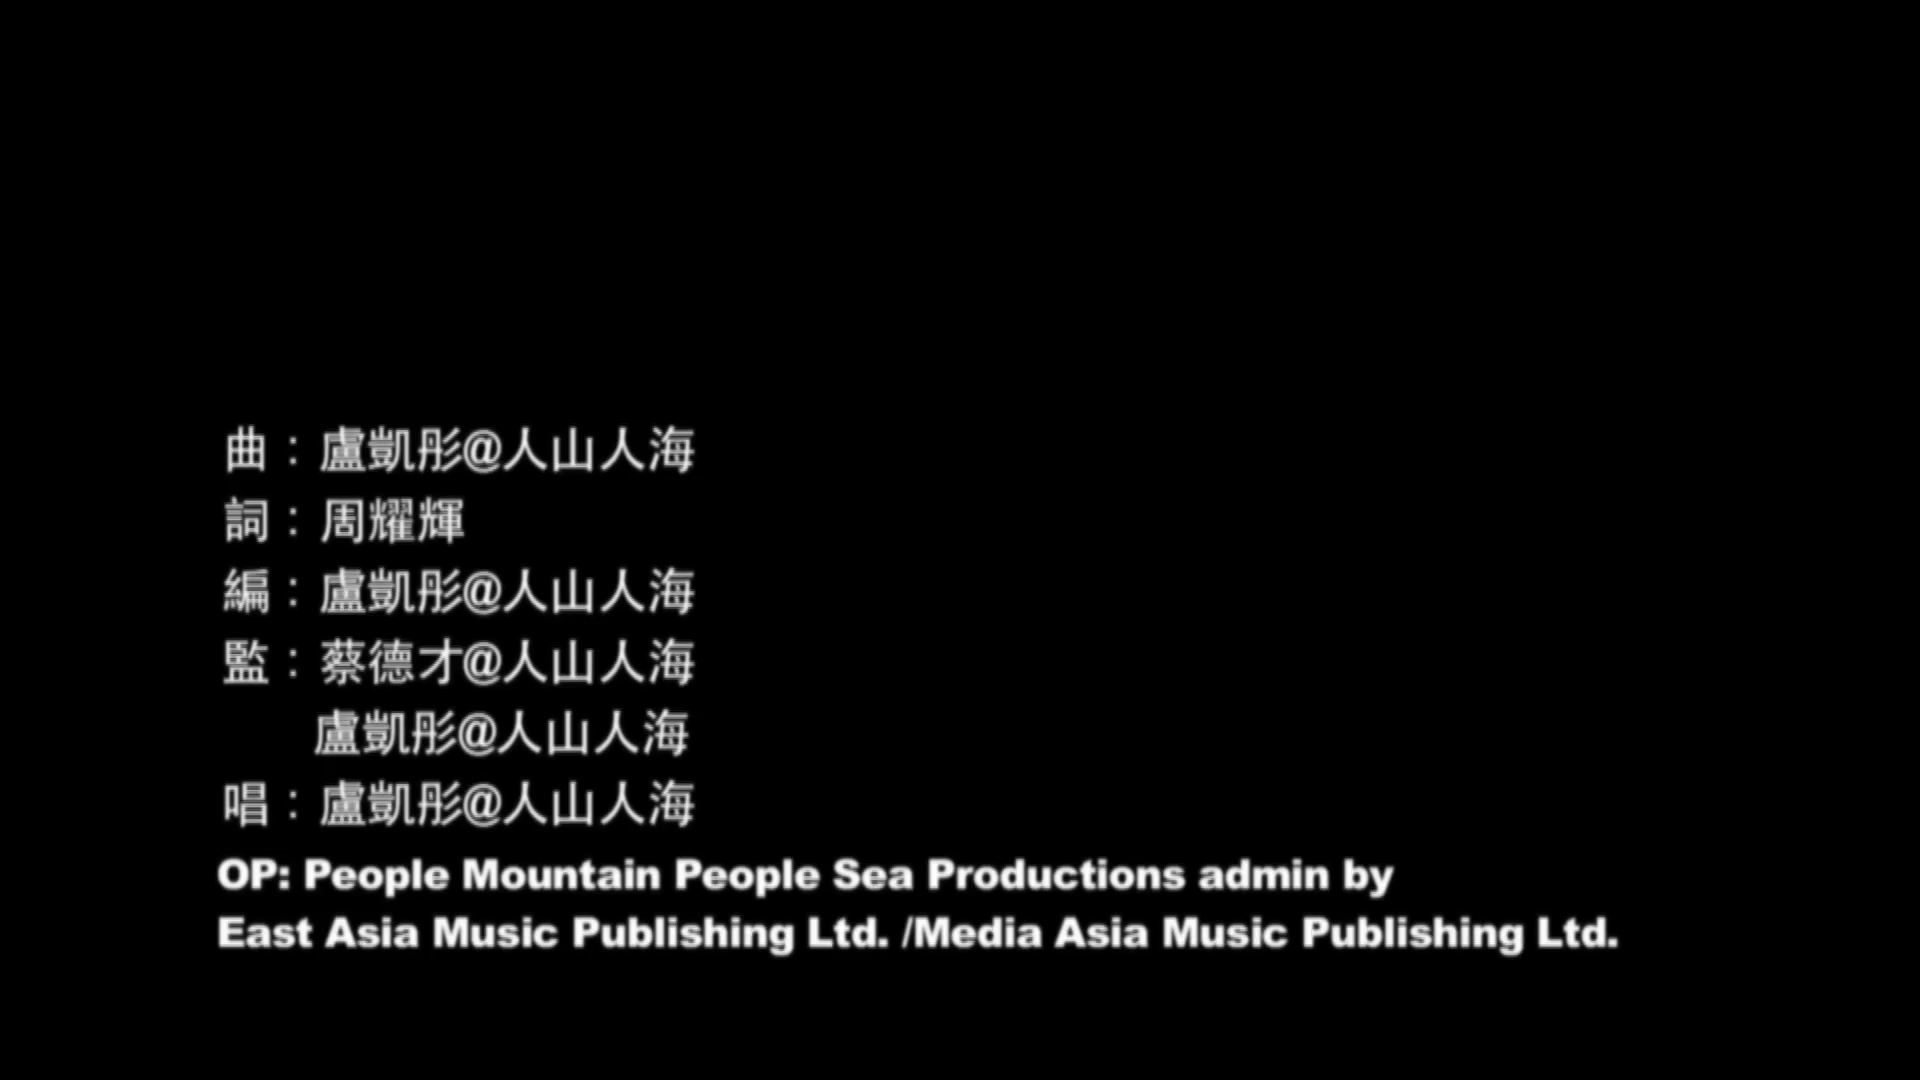 曲：盧凱彤@人山人海
詞：周耀輝
編：盧凱彤@人山人海
監：蔡德才@人山人海
盧凱彤@人山人海
唱：盧凱彤@人山人海
OP: People Mountain People Sea Productions admin by
East Asia Music Publishing Ltd. /Media Asia Music Publishing Ltd.